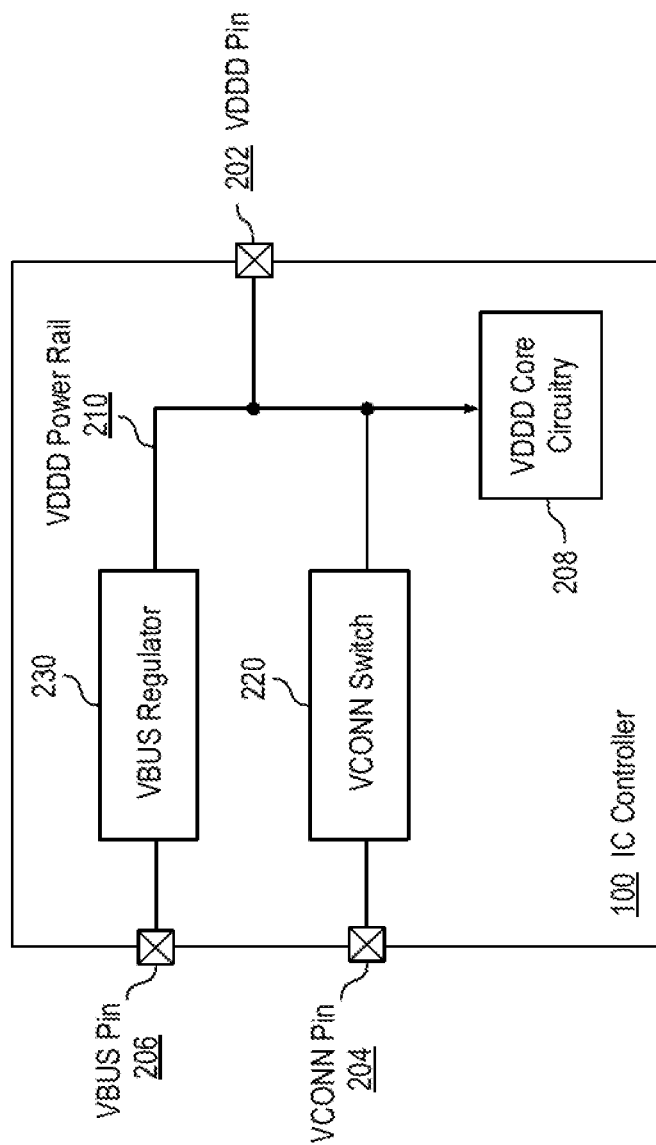 VBUS Pin
206
VCONN Pin
204
230
VBUS Regulator
220
VCONN Switch
100 IC Controller
VDDD Power Rail
210
208
VDDD Core
Circuitry
202 VDDD Pin